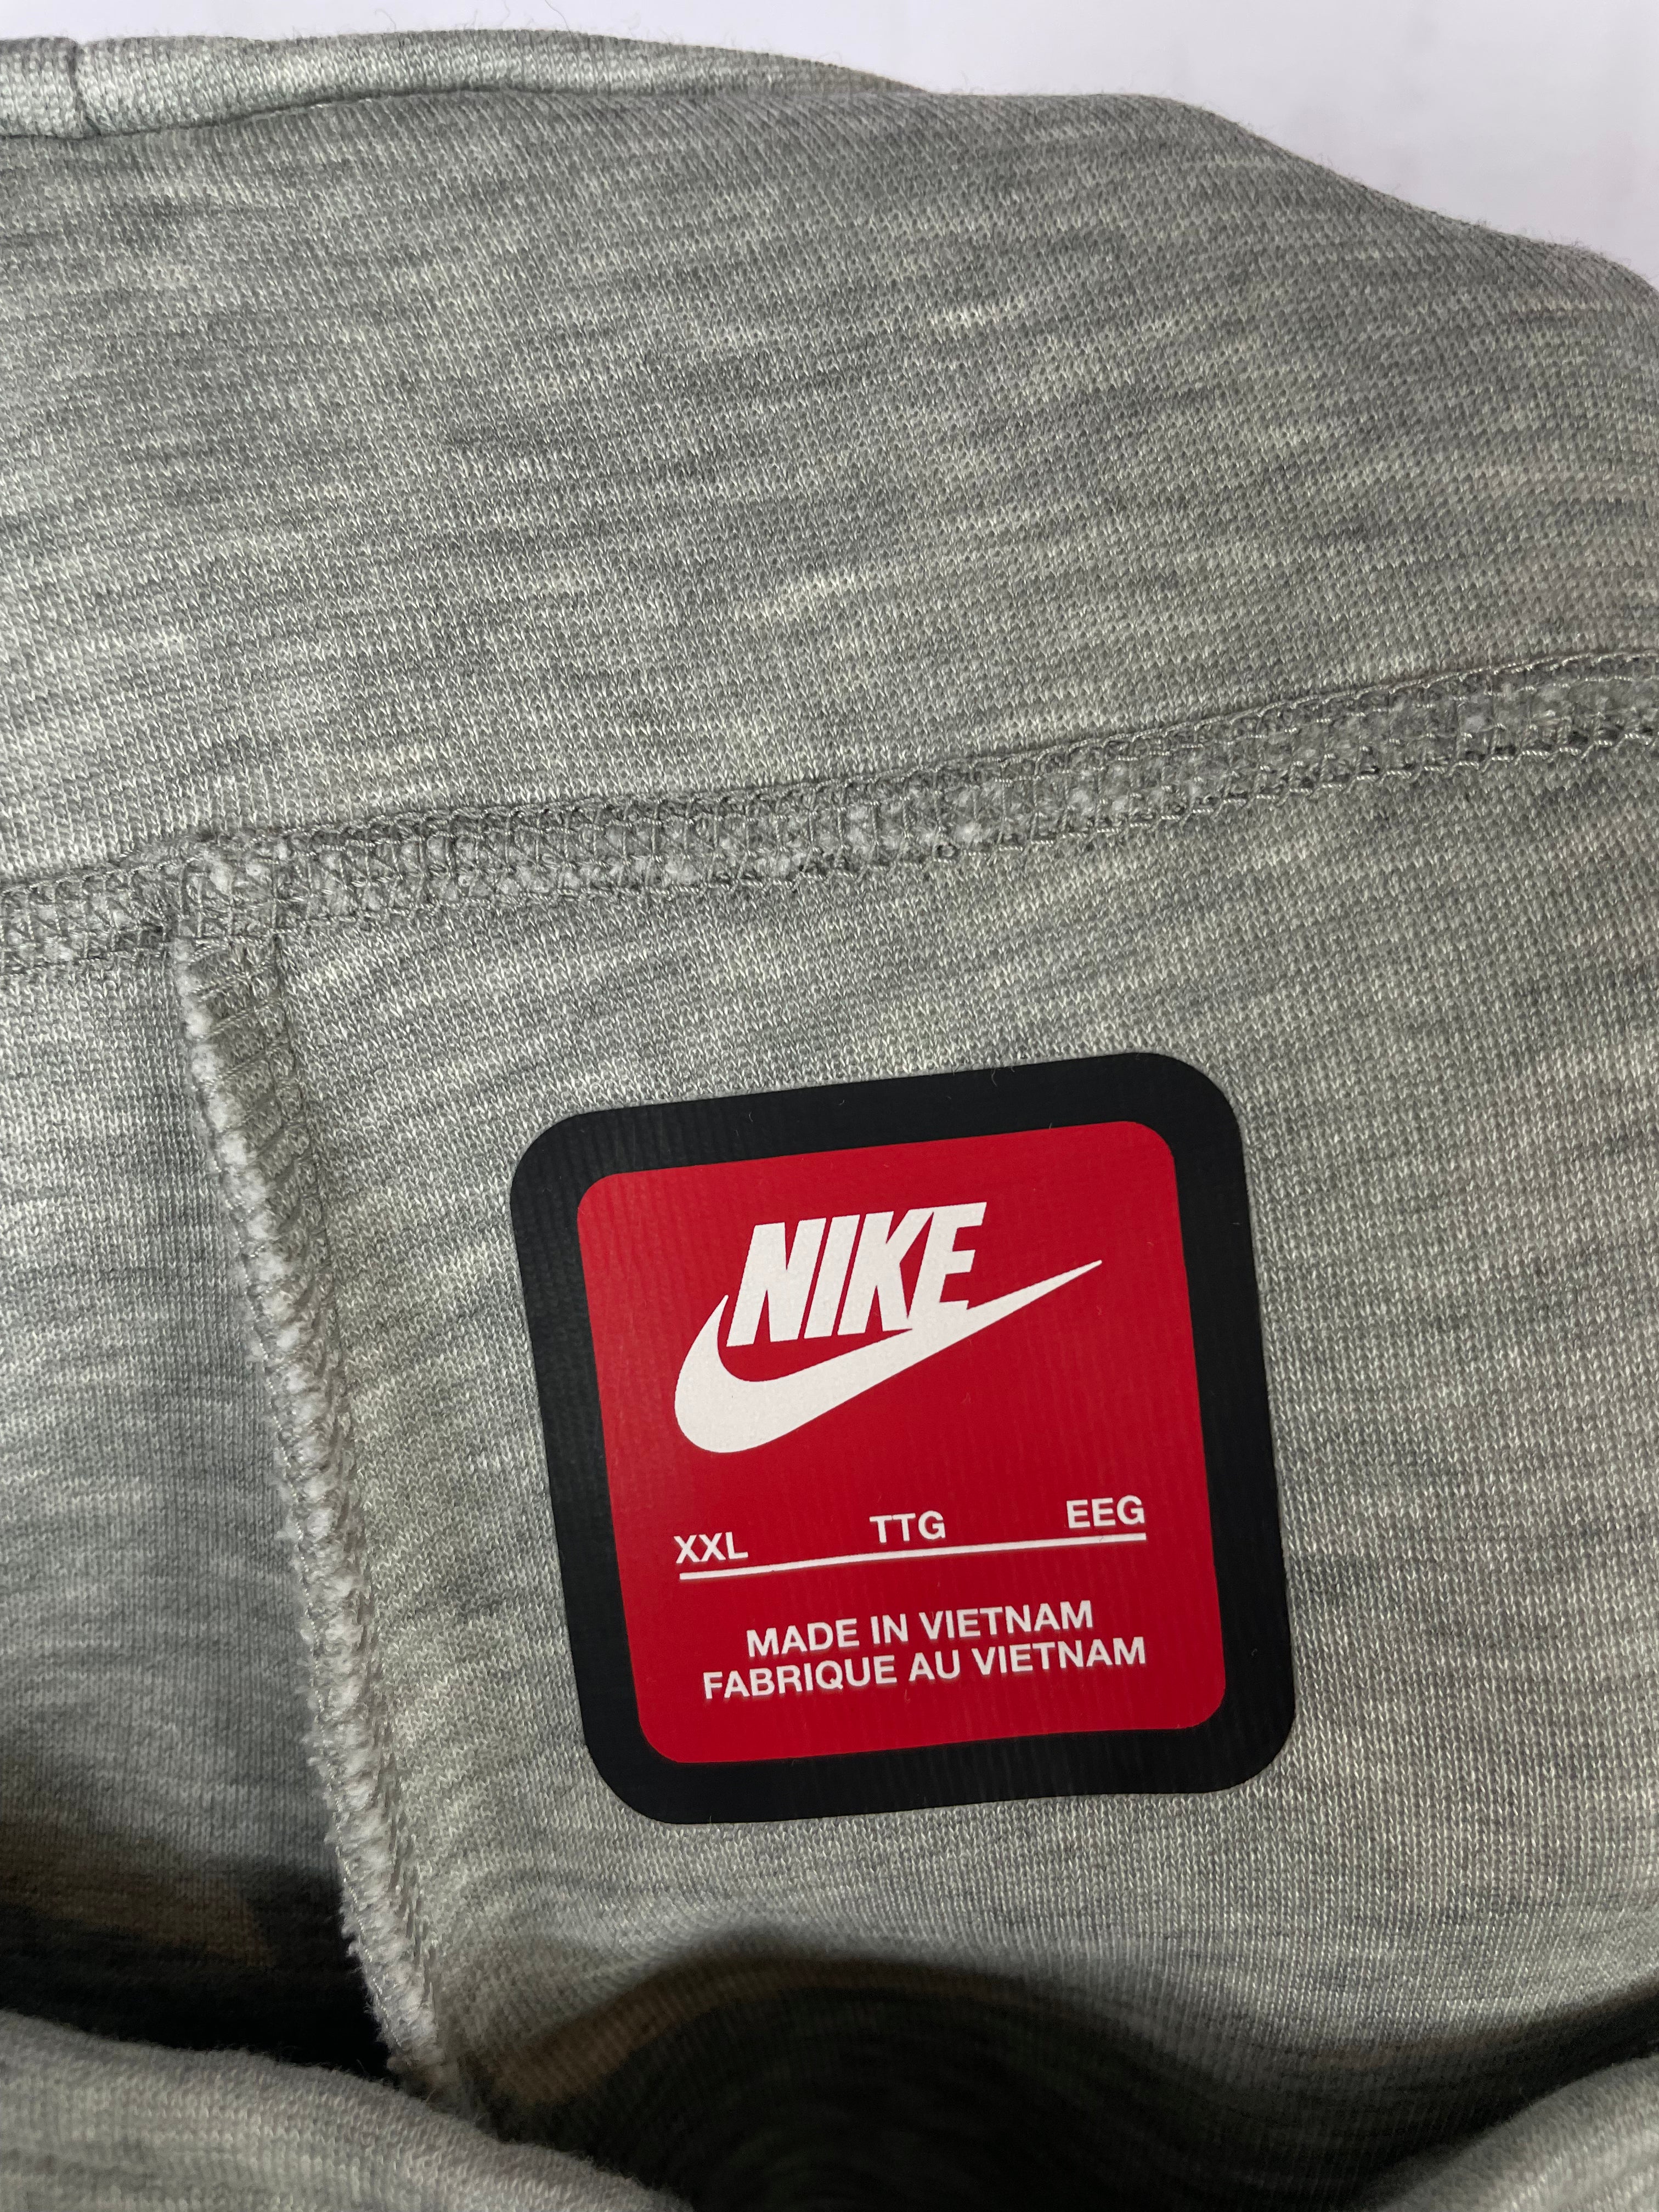 NIKE
XXL TTG EEG
MADE IN VIETNAM
FABRIQUE AU VIETNAM